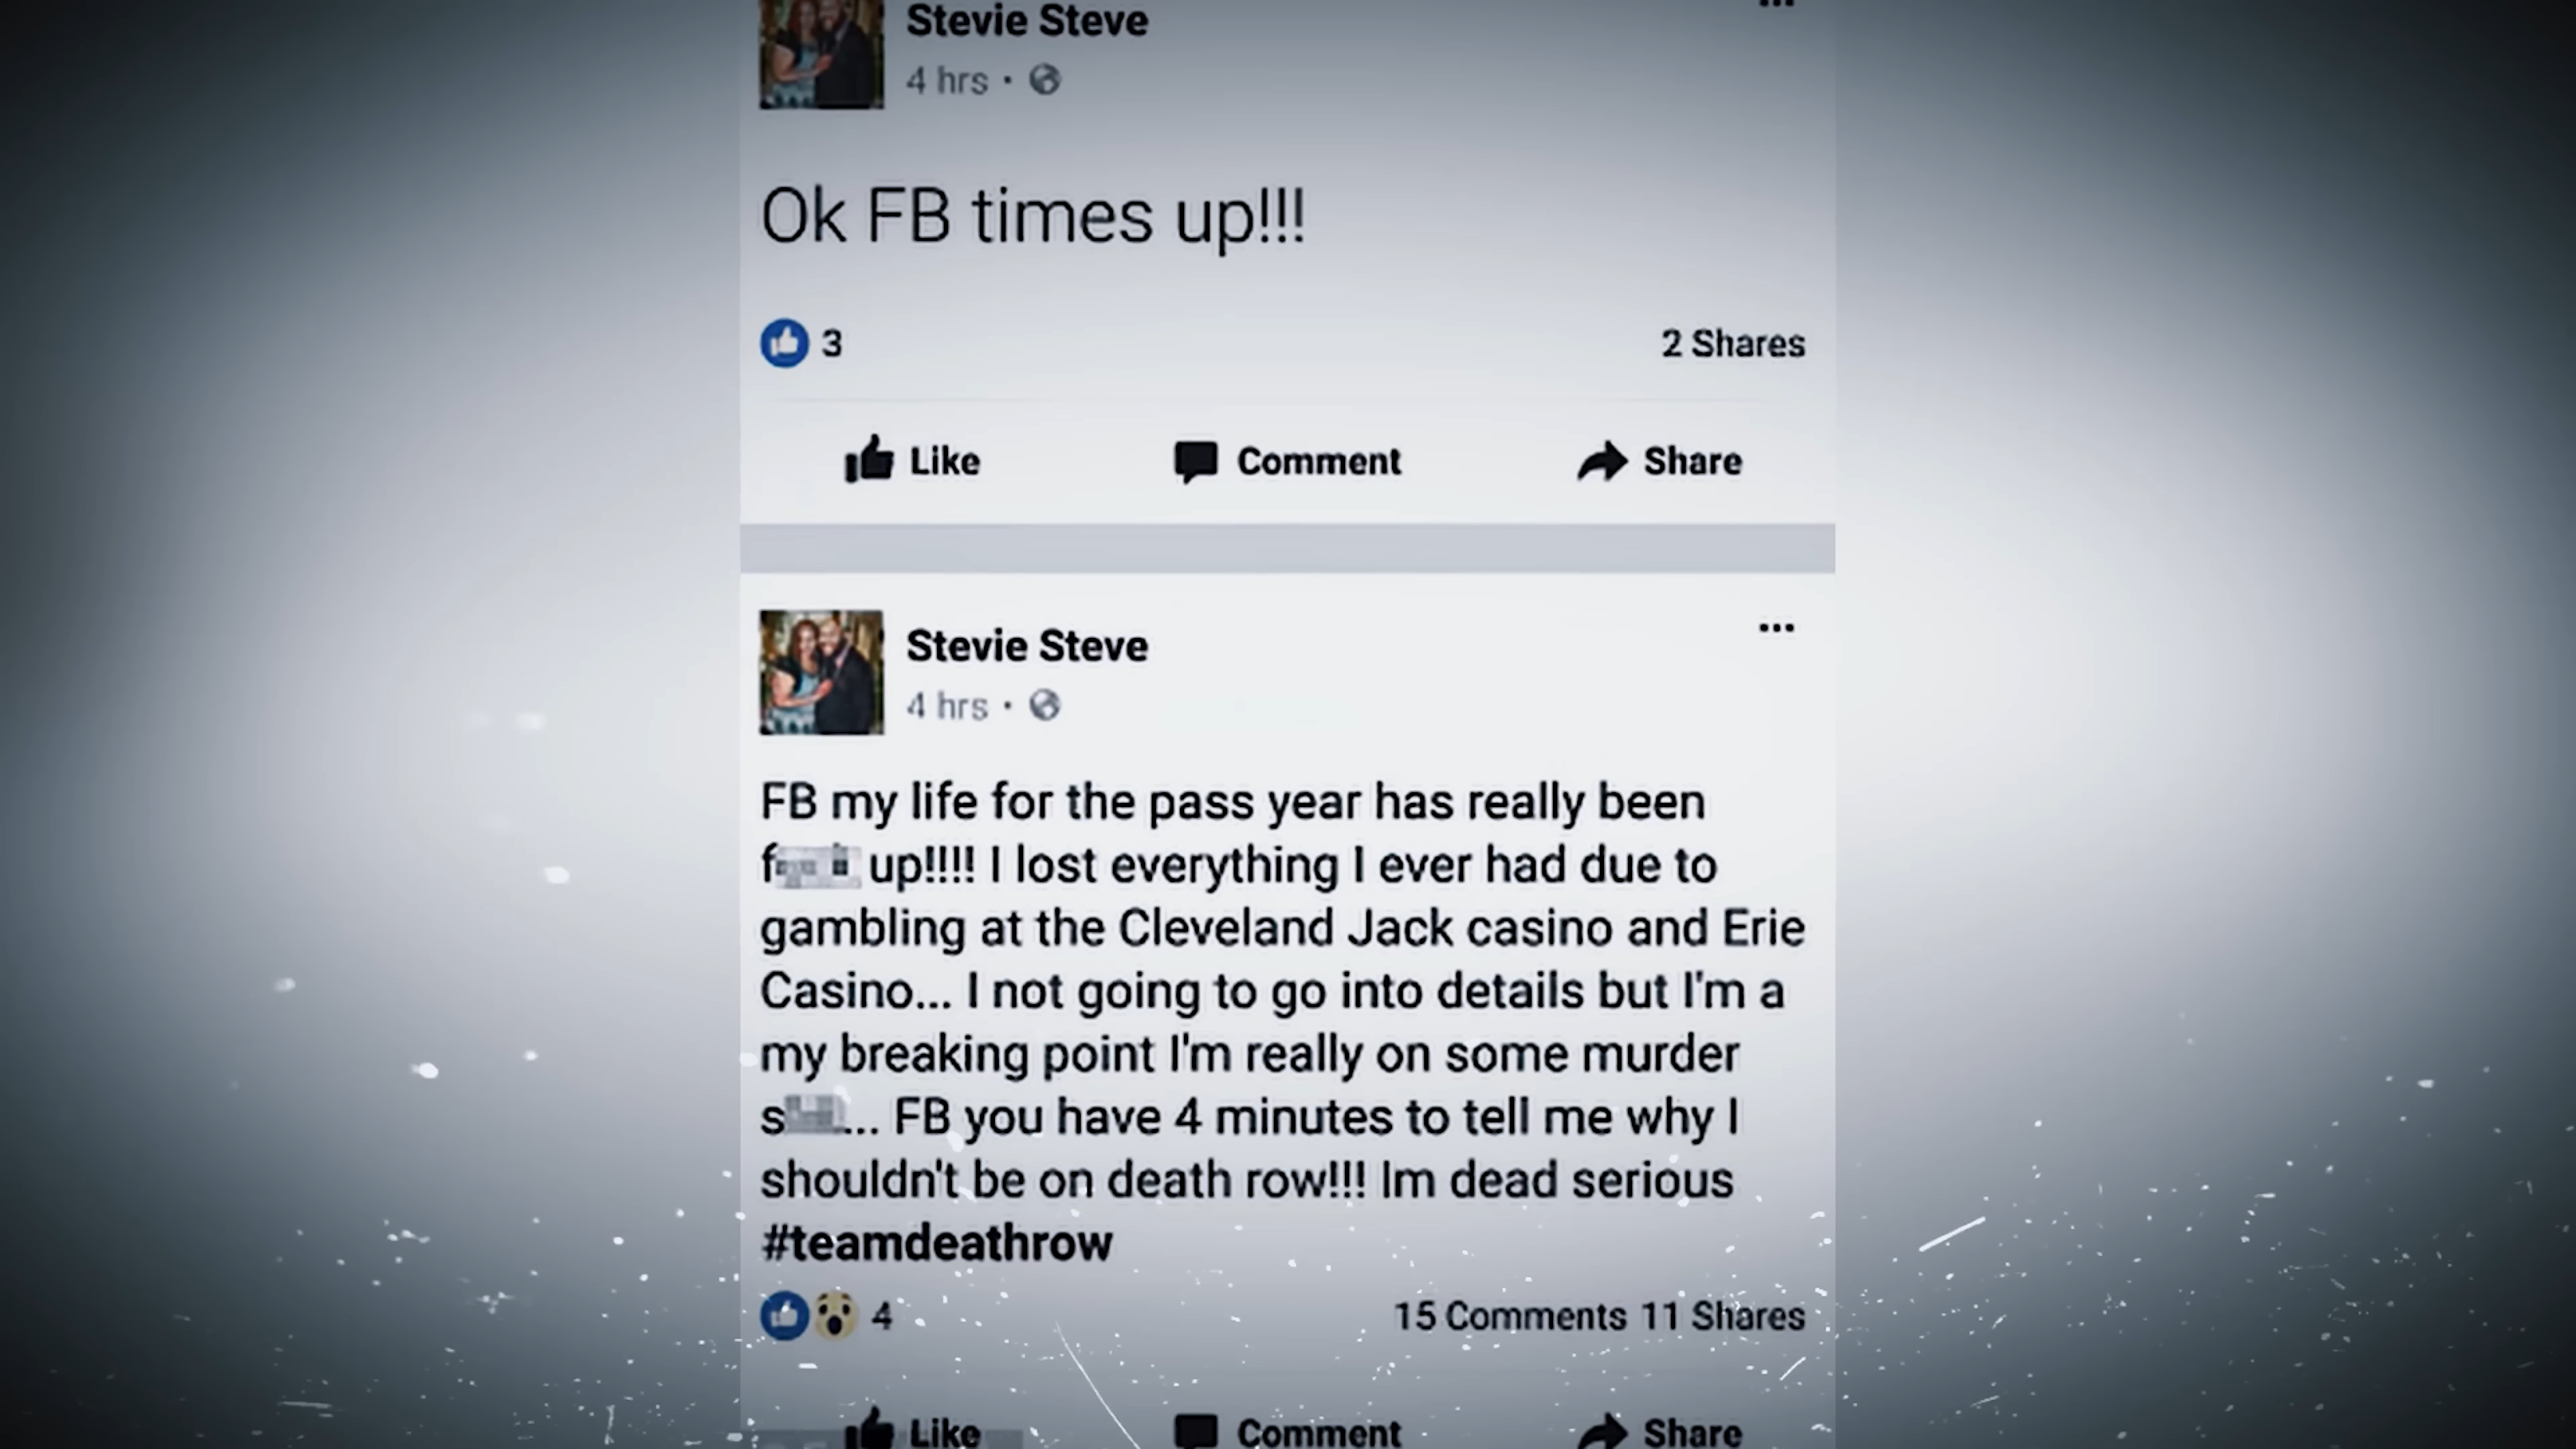 Stevie Steve
4 hrs ·
Ok FB times up!!!
3 2 Shares
Like Comment Share
Stevie Steve
4 hrs ·
FB my life for the pass year has really been
f up!!!! I lost everything I ever had due to
gambling at the Cleveland Jack casino and Erie
Casino... I not going to go into details but I'm a
my breaking point I'm really on some murder
s... FB you have 4 minutes to tell me why I
shouldn't be on death row!!! Im dead serious
#teamdeathrow
4 15 Comments 11 Shares
Like Comment Share